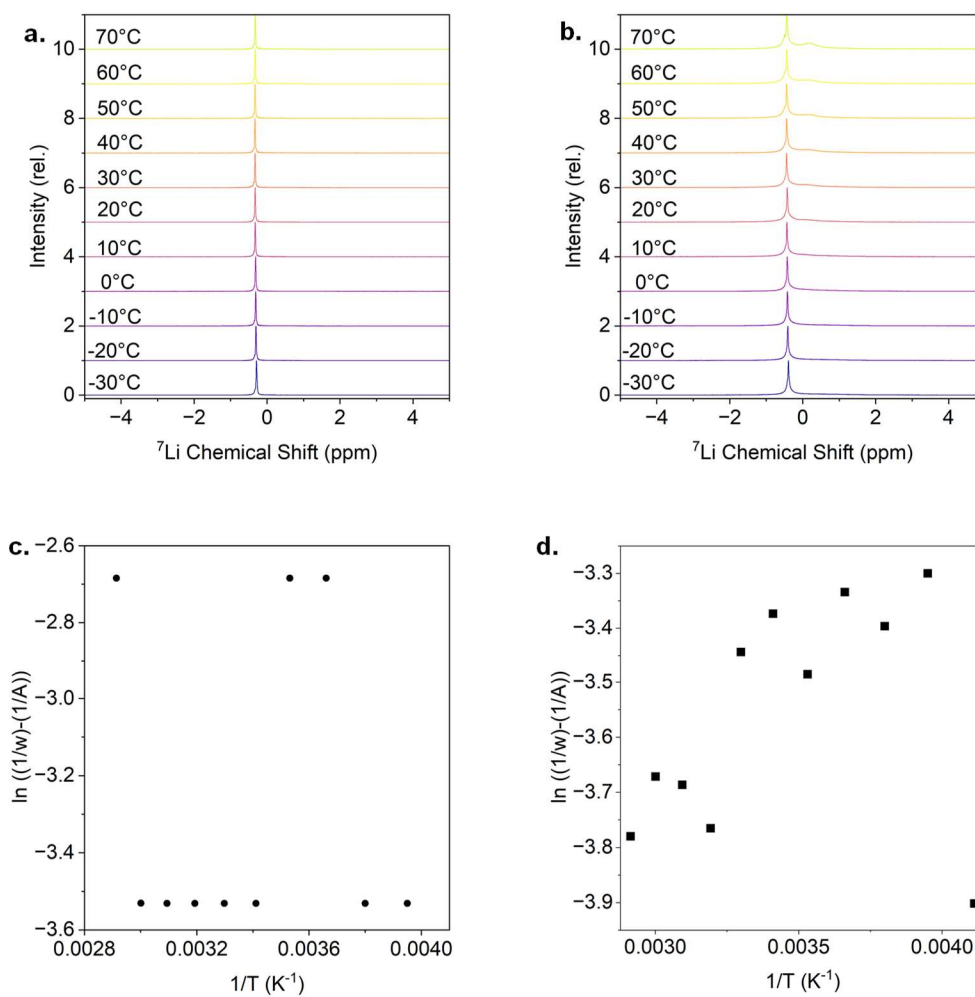 a.
70°C
60°C
50°C
40°C
30°C
20°C
10°C
0°C
-10°C
-20°C
-30°C
10
8
6
4
2
0
Intensity (rel.)
−4 −2 0 2 4
⁷Li Chemical Shift (ppm)
b.
70°C
60°C
50°C
40°C
30°C
20°C
10°C
0°C
-10°C
-20°C
-30°C
10
8
6
4
2
0
Intensity (rel.)
−4 −2 0 2 4
⁷Li Chemical Shift (ppm)
c.
−2.6
−2.8
−3.0
−3.2
−3.4
−3.6
ln ((1/w)-(1/A))
0.0028 0.0032 0.0036 0.0040
1/T (K⁻¹)
d.
−3.3
−3.4
−3.5
−3.6
−3.7
−3.8
−3.9
ln ((1/w)-(1/A))
0.0030 0.0035 0.0040
1/T (K⁻¹)